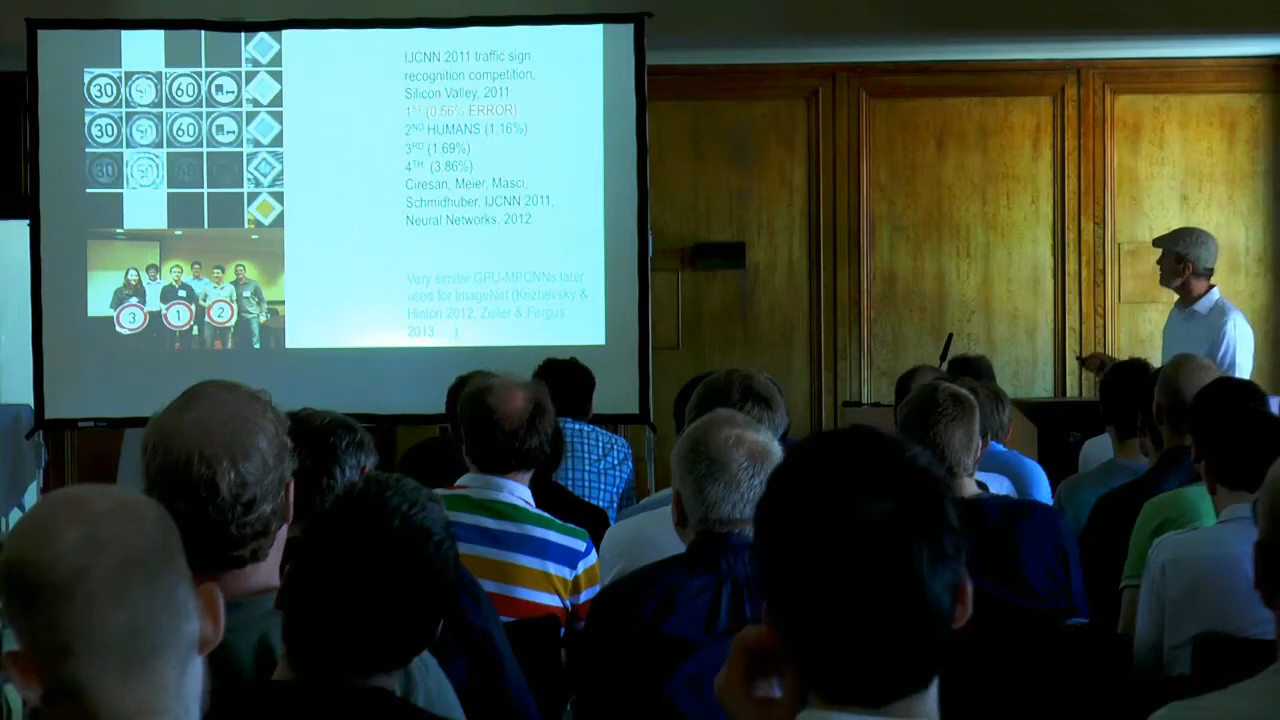 IJCNN 2011 traffic sign
recognition competition,
Silicon Valley, 2011:
1ST (0.56% ERROR)
2ND HUMANS (1.16%)
3RD (1.69%)
4TH (3.86%)
Ciresan, Meier, Masci,
Schmidhuber, IJCNN 2011,
Neural Networks, 2012
Very similar GPU-MPCNNs later
used for ImageNet (Krizhevsky &
Hinton 2012, Zeiler & Fergus
2013 ...)
30 50 60
30 50 60
30 50 60
3 1 2